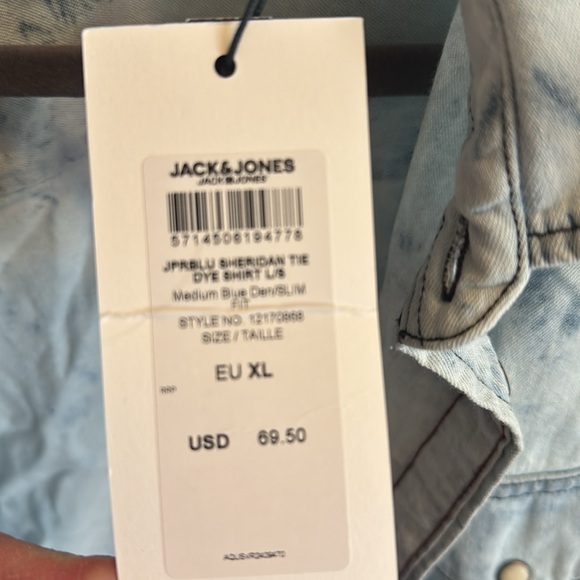 JACK&JONES
JACK&JONES
5714506194778
JPRBLU SHERIDAN TIE
DYE SHIRT L/S
Medium Blue Den/SLIM
FIT
STYLE NO. 12170968
SIZE / TAILLE
EU XL
USD 69.50